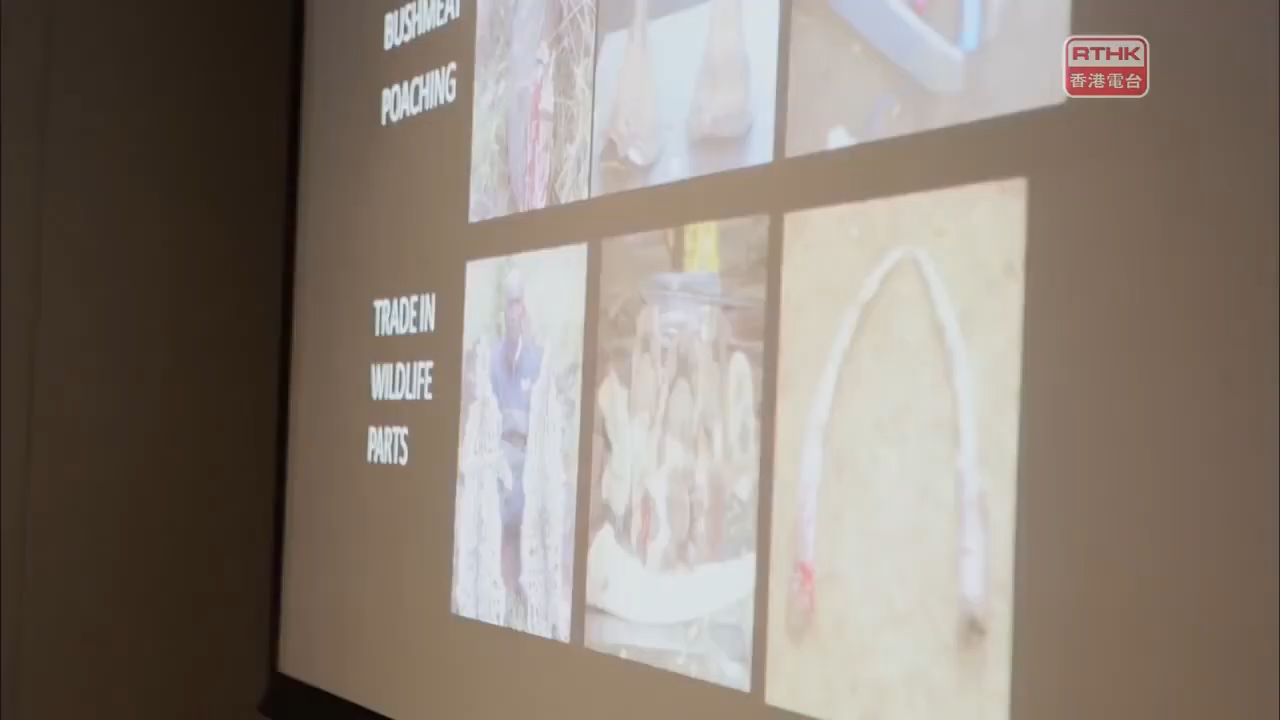 BUSHMEAT
POACHING
TRADE IN
WILDLIFE
PARTS
RTHK
香港電台